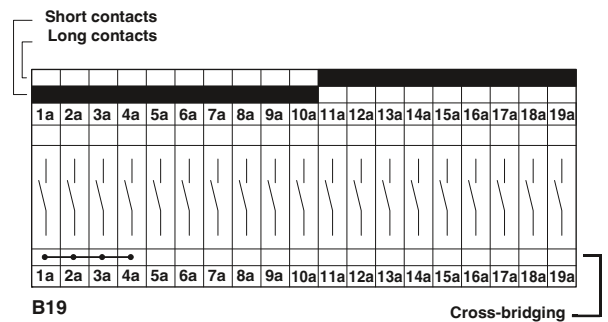 Short contacts
Long contacts
1a 2a 3a 4a 5a 6a 7a 8a 9a 10a 11a 12a 13a 14a 15a 16a 17a 18a 19a
1a 2a 3a 4a 5a 6a 7a 8a 9a 10a 11a 12a 13a 14a 15a 16a 17a 18a 19a
B19
Cross-bridging